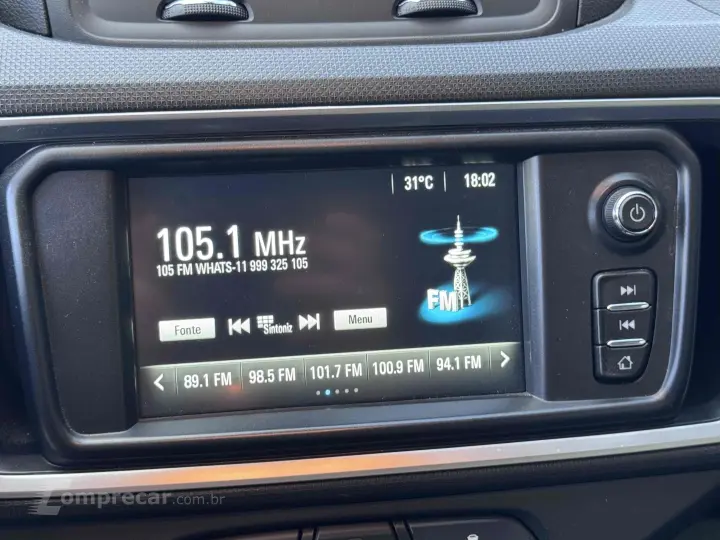 31°C 18:02
105.1 MHz
105 FM WHATS-11 999 325 105
FM
Fonte Sintoniz Menu
89.1 FM 98.5 FM 101.7 FM 100.9 FM 94.1 FM
Comprecar.com.br